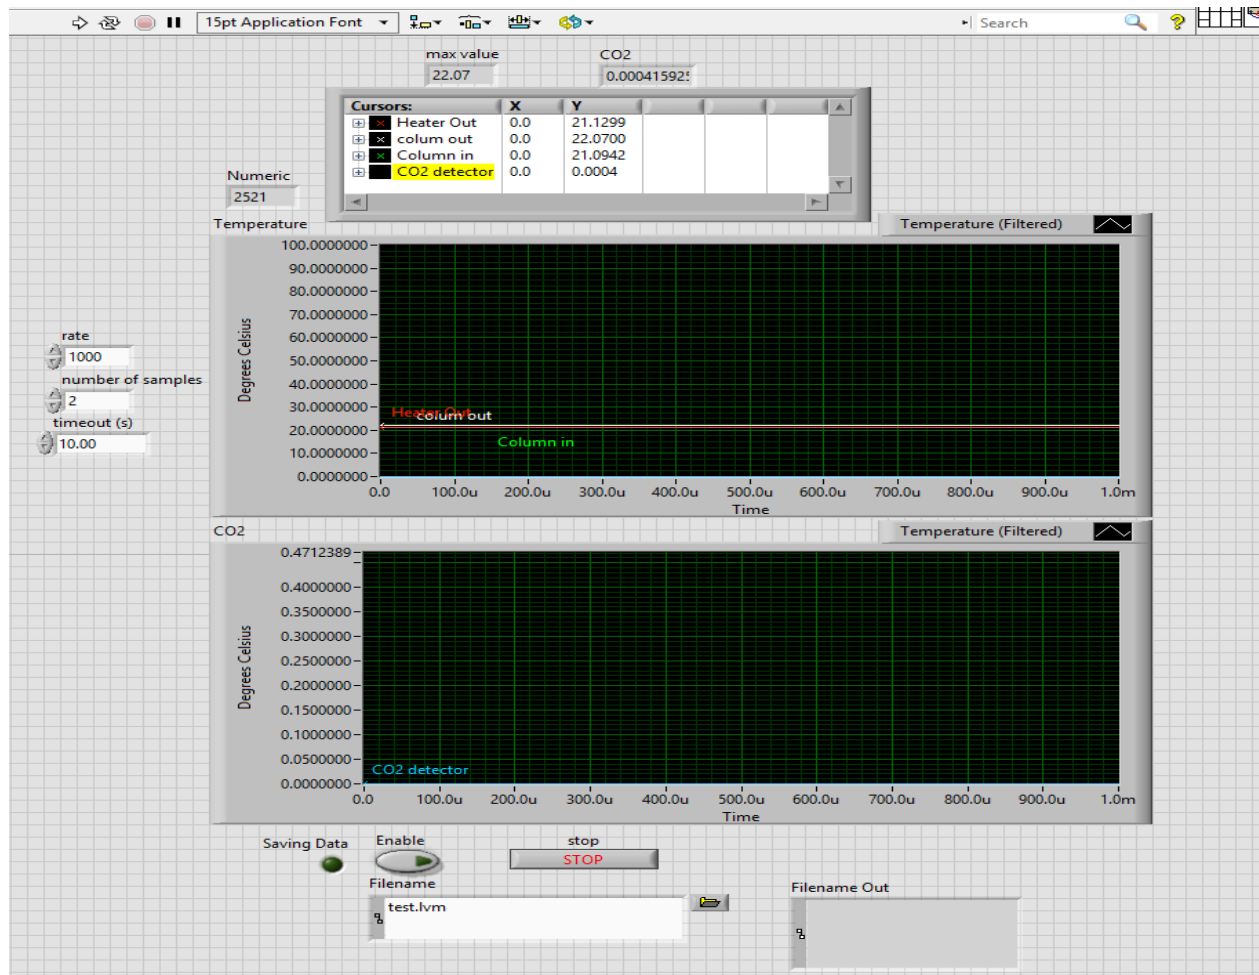 15pt Application Font
Search
max value
CO2
22.07
0.000415925
Cursors: X Y
Heater Out 0.0 21.1299
colum out 0.0 22.0700
Column in 0.0 21.0942
CO2 detector 0.0 0.0004
Numeric
2521
Temperature
Temperature (Filtered)
100.0000000
90.0000000
80.0000000
70.0000000
60.0000000
50.0000000
40.0000000
30.0000000
20.0000000
10.0000000
0.0000000
Degrees Celsius
Heater Out
colum out
Column in
0.0 100.0u 200.0u 300.0u 400.0u 500.0u 600.0u 700.0u 800.0u 900.0u 1.0m
Time
rate
1000
number of samples
2
timeout (s)
10.00
CO2
Temperature (Filtered)
0.4712389
0.4000000
0.3500000
0.3000000
0.2500000
0.2000000
0.1500000
0.1000000
0.0500000
0.0000000
Degrees Celsius
CO2 detector
0.0 100.0u 200.0u 300.0u 400.0u 500.0u 600.0u 700.0u 800.0u 900.0u 1.0m
Time
Saving Data
Enable
stop
STOP
Filename
test.lvm
Filename Out